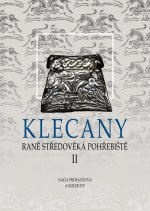 KLECANY
RANĚ STŘEDOVĚKÁ POHŘEBIŠTĚ
II
NAĎA PROFANTOVÁ
A KOLEKTIV